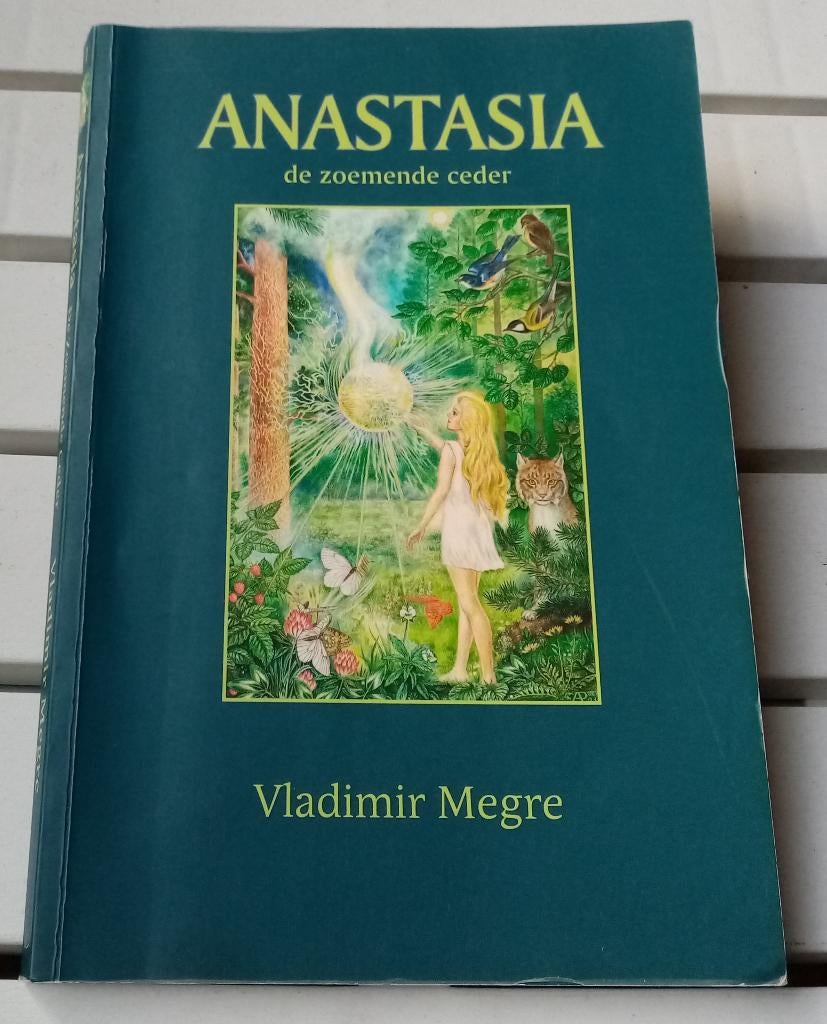 ANASTASIA
de zoemende ceder
Vladimir Megre